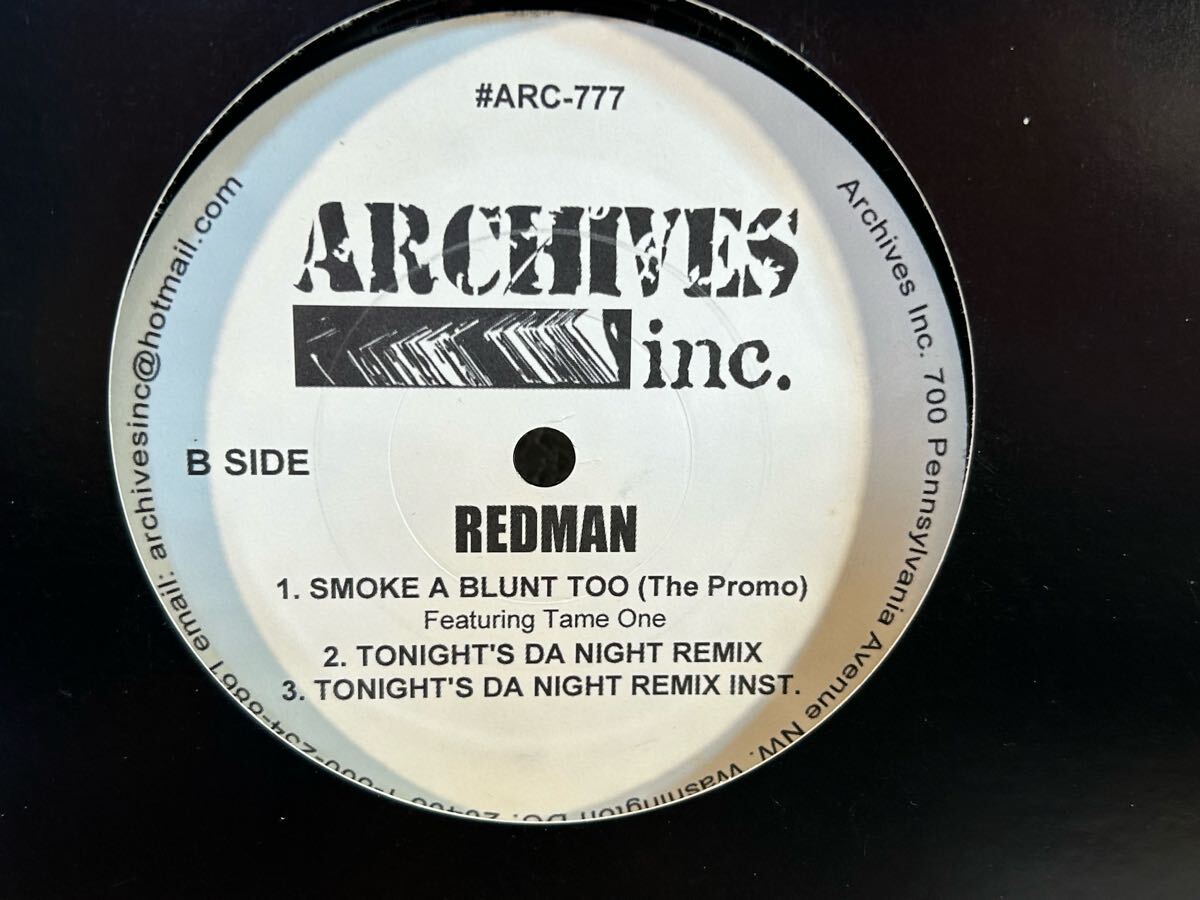 #ARC-777
ARCHIVES
inc.
B SIDE
REDMAN
1. SMOKE A BLUNT TOO (The Promo)
Featuring Tame One
2. TONIGHT'S DA NIGHT REMIX
3. TONIGHT'S DA NIGHT REMIX INST.
Archives Inc. 700 Pennsylvania Avenue NW. Washington DC.
email: archivesinc@hotmail.com